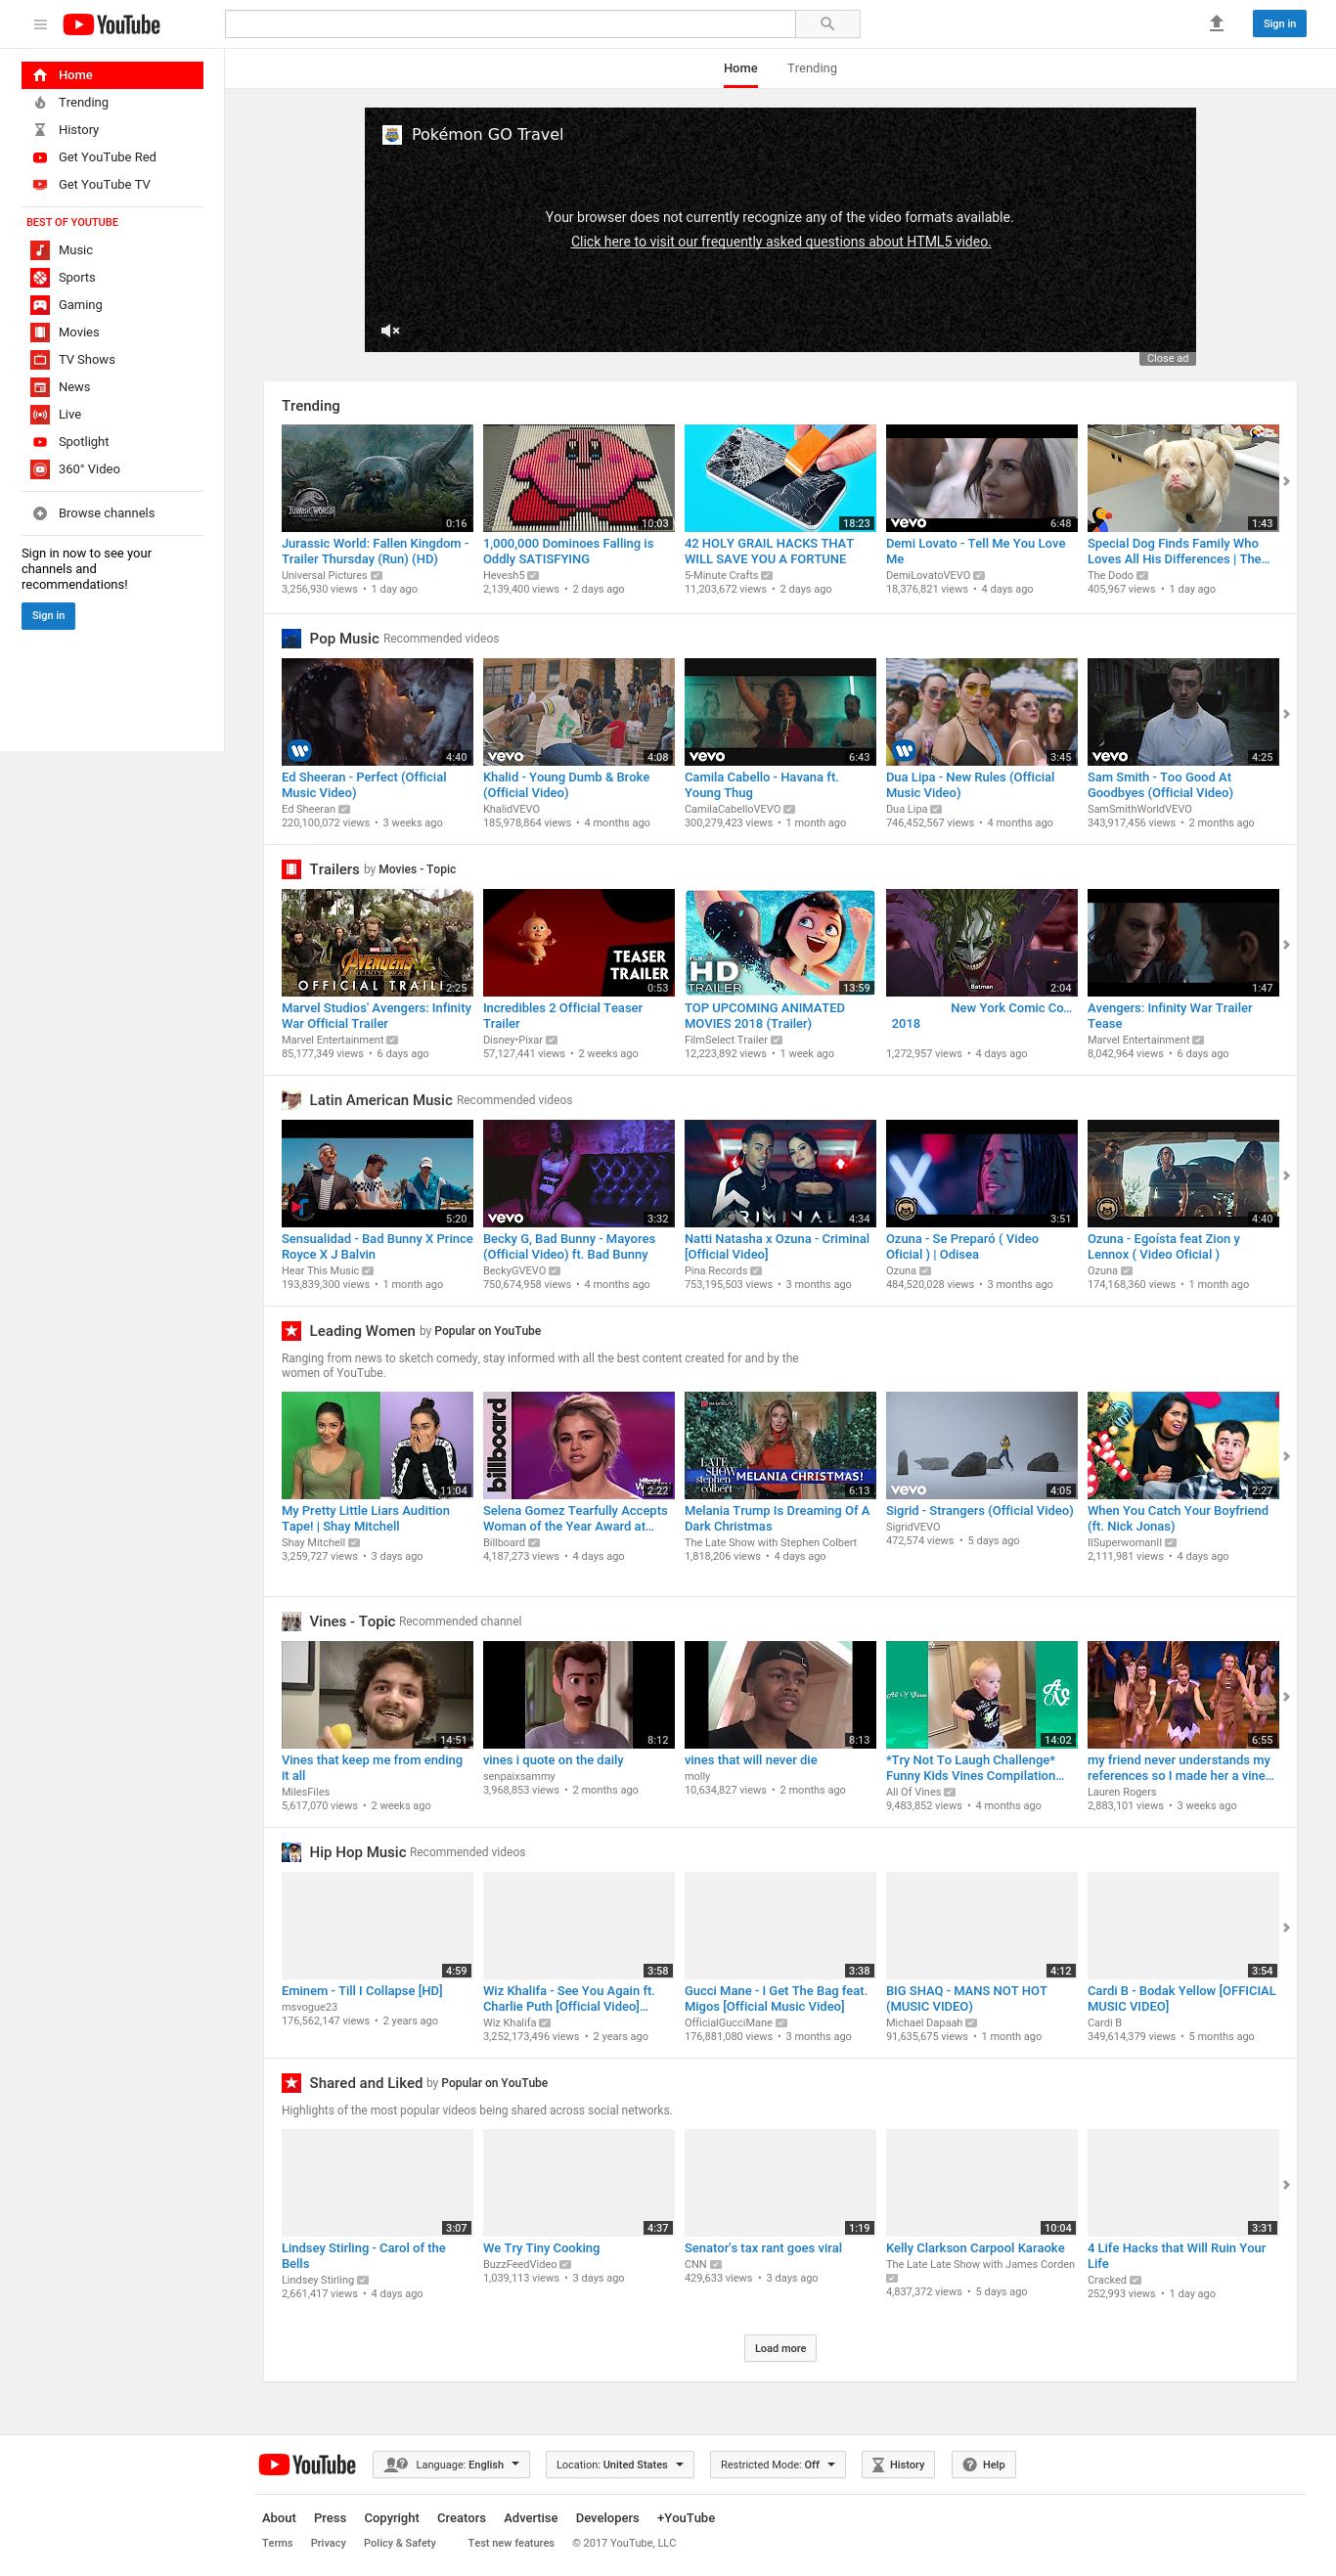 YouTube
Sign in
Home
Trending
History
Get YouTube Red
Get YouTube TV
BEST OF YOUTUBE
Music
Sports
Gaming
Movies
TV Shows
News
Live
Spotlight
360° Video
Browse channels
Sign in now to see your
channels and
recommendations!
Sign in
Home Trending
Pokémon GO Travel
Your browser does not currently recognize any of the video formats available.
Click here to visit our frequently asked questions about HTML5 video.
Close ad
Trending
JURASSIC WORLD
0:16
Jurassic World: Fallen Kingdom -
Trailer Thursday (Run) (HD)
Universal Pictures
3,256,930 views • 1 day ago
10:03
1,000,000 Dominoes Falling is
Oddly SATISFYING
Hevesh5
2,139,400 views • 2 days ago
18:23
42 HOLY GRAIL HACKS THAT
WILL SAVE YOU A FORTUNE
5-Minute Crafts
11,203,672 views • 2 days ago
vevo
6:48
Demi Lovato - Tell Me You Love
Me
DemiLovatoVEVO
18,376,821 views • 4 days ago
1:43
Special Dog Finds Family Who
Loves All His Differences | The…
The Dodo
405,967 views • 1 day ago
Pop Music Recommended videos
4:40
Ed Sheeran - Perfect (Official
Music Video)
Ed Sheeran
220,100,072 views • 3 weeks ago
vevo
4:08
Khalid - Young Dumb & Broke
(Official Video)
KhalidVEVO
185,978,864 views • 4 months ago
vevo
6:43
Camila Cabello - Havana ft.
Young Thug
CamilaCabelloVEVO
300,279,423 views • 1 month ago
3:45
Dua Lipa - New Rules (Official
Music Video)
Dua Lipa
746,452,567 views • 4 months ago
vevo
4:25
Sam Smith - Too Good At
Goodbyes (Official Video)
SamSmithWorldVEVO
343,917,456 views • 2 months ago
Trailers by Movies - Topic
AVENGERS
INFINITY WAR
OFFICIAL TRAIL
2:25
Marvel Studios' Avengers: Infinity
War Official Trailer
Marvel Entertainment
85,177,349 views • 6 days ago
TEASER
TRAILER
0:53
Incredibles 2 Official Teaser
Trailer
Disney•Pixar
57,127,441 views • 2 weeks ago
HD
TRAILER
13:59
TOP UPCOMING ANIMATED
MOVIES 2018 (Trailer)
FilmSelect Trailer
12,223,892 views • 1 week ago
Batman
2:04
New York Comic Co…
2018
1,272,957 views • 4 days ago
1:47
Avengers: Infinity War Trailer
Tease
Marvel Entertainment
8,042,964 views • 6 days ago
Latin American Music Recommended videos
5:20
Sensualidad - Bad Bunny X Prince
Royce X J Balvin
Hear This Music
193,839,300 views • 1 month ago
vevo
3:32
Becky G, Bad Bunny - Mayores
(Official Video) ft. Bad Bunny
BeckyGVEVO
750,674,958 views • 4 months ago
CRIMINAL
4:34
Natti Natasha x Ozuna - Criminal
[Official Video]
Pina Records
753,195,503 views • 3 months ago
3:51
Ozuna - Se Preparó ( Video
Oficial ) | Odisea
Ozuna
484,520,028 views • 3 months ago
4:40
Ozuna - Egoísta feat Zion y
Lennox ( Video Oficial )
Ozuna
174,168,360 views • 1 month ago
Leading Women by Popular on YouTube
Ranging from news to sketch comedy, stay informed with all the best content created for and by the
women of YouTube.
11:04
My Pretty Little Liars Audition
Tape! | Shay Mitchell
Shay Mitchell
3,259,727 views • 3 days ago
billboard
2:22
Selena Gomez Tearfully Accepts
Woman of the Year Award at…
Billboard
4,187,273 views • 4 days ago
LATE
SHOW
stephen
colbert
MELANIA CHRISTMAS!
6:13
Melania Trump Is Dreaming Of A
Dark Christmas
The Late Show with Stephen Colbert
1,818,206 views • 4 days ago
vevo
4:05
Sigrid - Strangers (Official Video)
SigridVEVO
472,574 views • 5 days ago
2:27
When You Catch Your Boyfriend
(ft. Nick Jonas)
IISuperwomanII
2,111,981 views • 4 days ago
Vines - Topic Recommended channel
14:51
Vines that keep me from ending
it all
MilesFiles
5,617,070 views • 2 weeks ago
8:12
vines i quote on the daily
senpaixsammy
3,968,853 views • 2 months ago
8:13
vines that will never die
molly
10,634,827 views • 2 months ago
All Of Vines
14:02
*Try Not To Laugh Challenge*
Funny Kids Vines Compilation…
All Of Vines
9,483,852 views • 4 months ago
6:55
my friend never understands my
references so I made her a vine…
Lauren Rogers
2,883,101 views • 3 weeks ago
Hip Hop Music Recommended videos
4:59
Eminem - Till I Collapse [HD]
msvogue23
176,562,147 views • 2 years ago
3:58
Wiz Khalifa - See You Again ft.
Charlie Puth [Official Video]…
Wiz Khalifa
3,252,173,496 views • 2 years ago
3:38
Gucci Mane - I Get The Bag feat.
Migos [Official Music Video]
OfficialGucciMane
176,881,080 views • 3 months ago
4:12
BIG SHAQ - MANS NOT HOT
(MUSIC VIDEO)
Michael Dapaah
91,635,675 views • 1 month ago
3:54
Cardi B - Bodak Yellow [OFFICIAL
MUSIC VIDEO]
Cardi B
349,614,379 views • 5 months ago
Shared and Liked by Popular on YouTube
Highlights of the most popular videos being shared across social networks.
3:07
Lindsey Stirling - Carol of the
Bells
Lindsey Stirling
2,661,417 views • 4 days ago
4:37
We Try Tiny Cooking
BuzzFeedVideo
1,039,113 views • 3 days ago
1:19
Senator's tax rant goes viral
CNN
429,633 views • 3 days ago
10:04
Kelly Clarkson Carpool Karaoke
The Late Late Show with James Corden
4,837,372 views • 5 days ago
3:31
4 Life Hacks that Will Ruin Your
Life
Cracked
252,993 views • 1 day ago
Load more
YouTube Language: English Location: United States Restricted Mode: Off History Help
About Press Copyright Creators Advertise Developers +YouTube
Terms Privacy Policy & Safety Test new features © 2017 YouTube, LLC